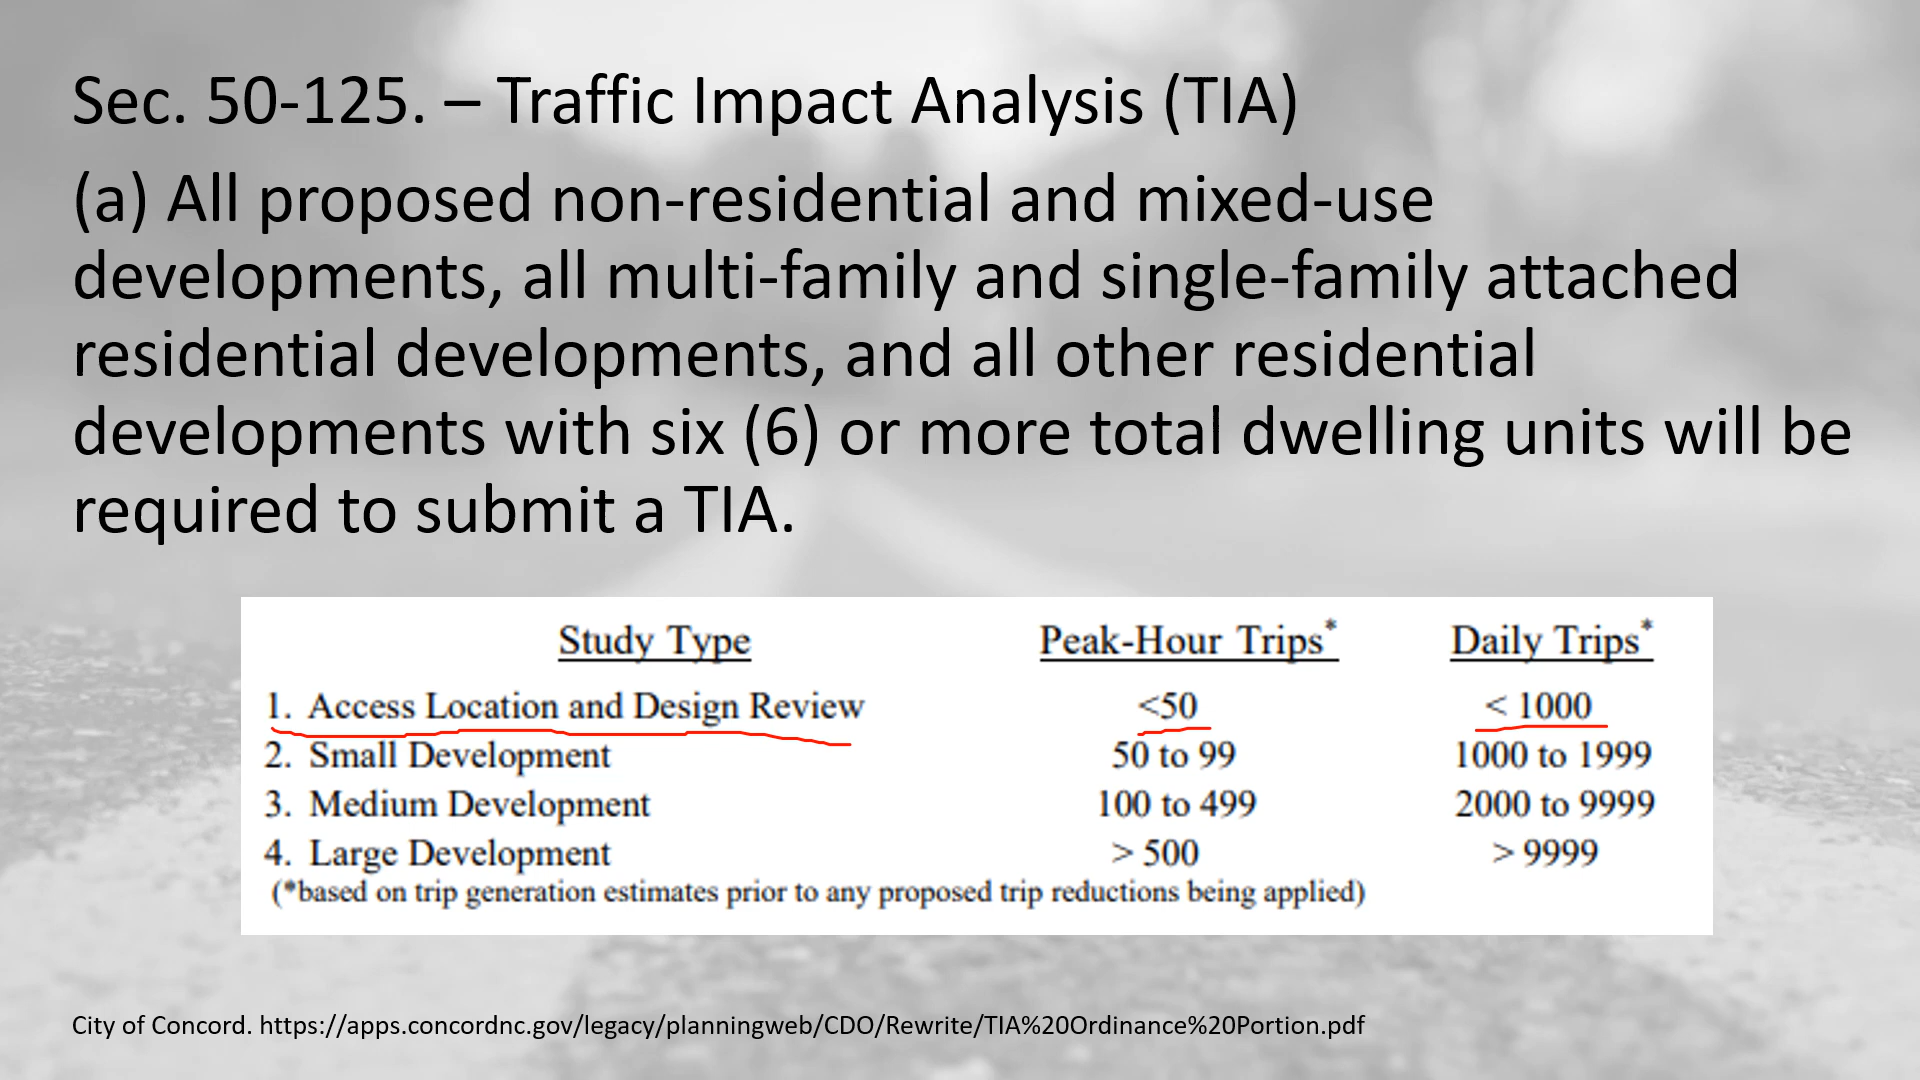 Sec. 50-125. – Traffic Impact Analysis (TIA)
(a) All proposed non-residential and mixed-use
developments, all multi-family and single-family attached
residential developments, and all other residential
developments with six (6) or more total dwelling units will be
required to submit a TIA.
Study Type Peak-Hour Trips* Daily Trips*
1. Access Location and Design Review <50 < 1000
2. Small Development 50 to 99 1000 to 1999
3. Medium Development 100 to 499 2000 to 9999
4. Large Development > 500 > 9999
(*based on trip generation estimates prior to any proposed trip reductions being applied)
City of Concord. https://apps.concordnc.gov/legacy/planningweb/CDO/Rewrite/TIA%20Ordinance%20Portion.pdf